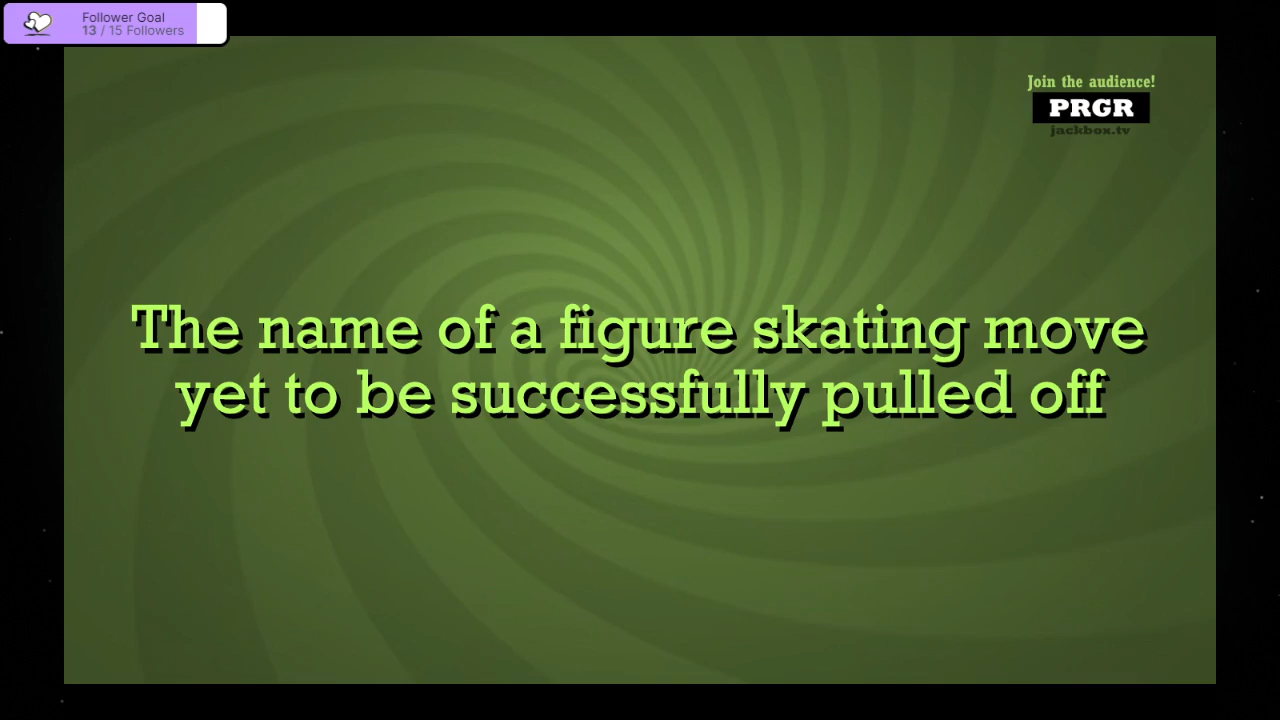 Follower Goal
13 / 15 Followers
Join the audience!
PRGR
jackbox.tv
The name of a figure skating move
yet to be successfully pulled off